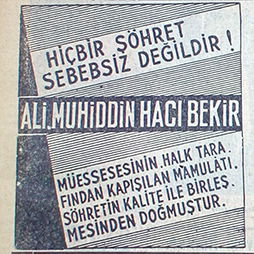 HİÇBİR ŞÖHRET
SEBEBSİZ DEĞİLDİR!
ALİ MUHİDDİN HACI BEKİR
MÜESSESESİNİN HALK TARA.
FINDAN KAPIŞILAN MAMULÂTI.
ŞÖHRETİN KALİTE İLE BİRLEŞ.
MESİNDEN DOĞMUŞTUR.